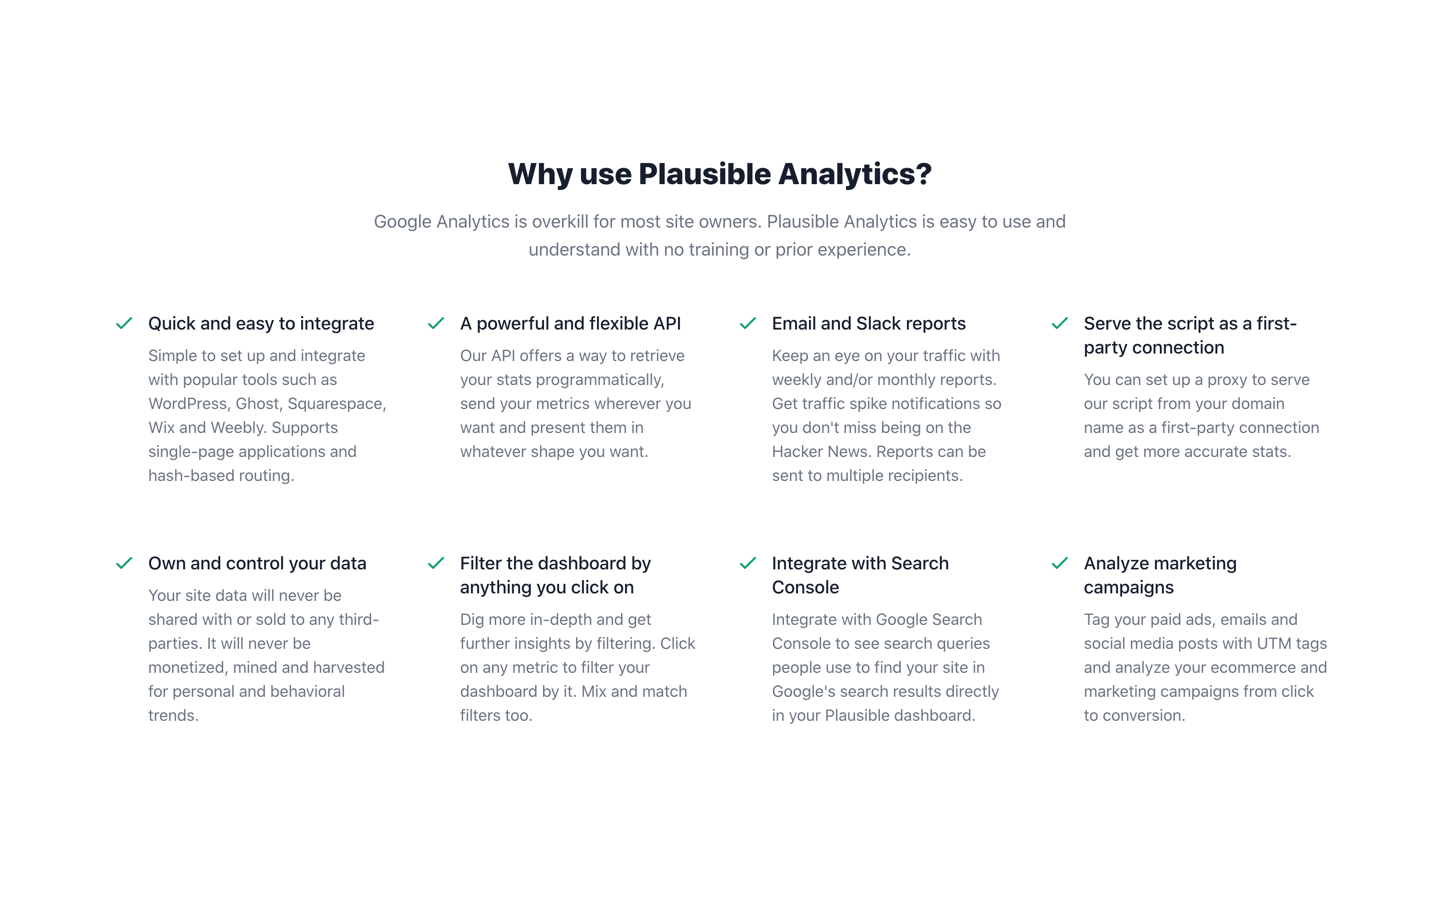 Why use Plausible Analytics?
Google Analytics is overkill for most site owners. Plausible Analytics is easy to use and
understand with no training or prior experience.
Quick and easy to integrate
Simple to set up and integrate
with popular tools such as
WordPress, Ghost, Squarespace,
Wix and Weebly. Supports
single-page applications and
hash-based routing.
A powerful and flexible API
Our API offers a way to retrieve
your stats programmatically,
send your metrics wherever you
want and present them in
whatever shape you want.
Email and Slack reports
Keep an eye on your traffic with
weekly and/or monthly reports.
Get traffic spike notifications so
you don't miss being on the
Hacker News. Reports can be
sent to multiple recipients.
Serve the script as a first-
party connection
You can set up a proxy to serve
our script from your domain
name as a first-party connection
and get more accurate stats.
Own and control your data
Your site data will never be
shared with or sold to any third-
parties. It will never be
monetized, mined and harvested
for personal and behavioral
trends.
Filter the dashboard by
anything you click on
Dig more in-depth and get
further insights by filtering. Click
on any metric to filter your
dashboard by it. Mix and match
filters too.
Integrate with Search
Console
Integrate with Google Search
Console to see search queries
people use to find your site in
Google's search results directly
in your Plausible dashboard.
Analyze marketing
campaigns
Tag your paid ads, emails and
social media posts with UTM tags
and analyze your ecommerce and
marketing campaigns from click
to conversion.